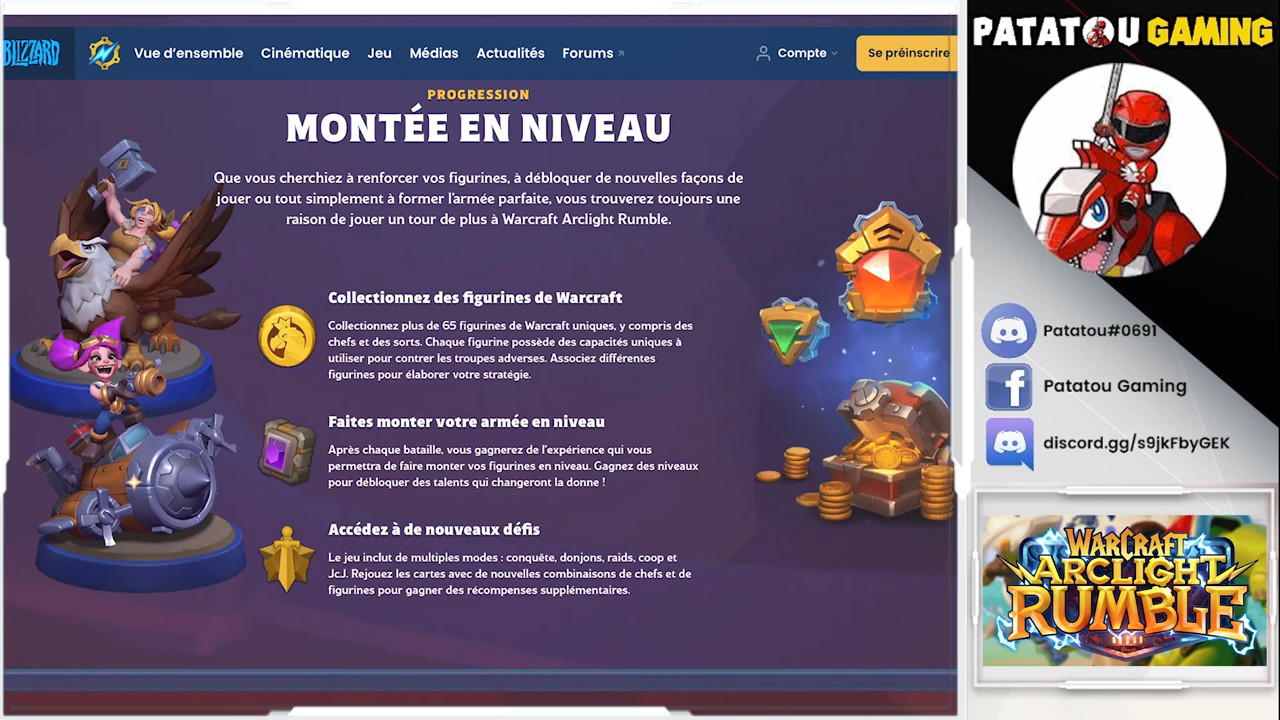 BLIZZARD
Vue d'ensemble Cinématique Jeu Médias Actualités Forums Compte Se préinscrire
PROGRESSION
MONTÉE EN NIVEAU
Que vous cherchiez à renforcer vos figurines, à débloquer de nouvelles façons de
jouer ou tout simplement à former l'armée parfaite, vous trouverez toujours une
raison de jouer un tour de plus à Warcraft Arclight Rumble.
Collectionnez des figurines de Warcraft
Collectionnez plus de 65 figurines de Warcraft uniques, y compris des
chefs et des sorts. Chaque figurine possède des capacités uniques à
utiliser pour contrer les troupes adverses. Associez différentes
figurines pour élaborer votre stratégie.
Faites monter votre armée en niveau
Après chaque bataille, vous gagnerez de l'expérience qui vous
permettra de faire monter vos figurines en niveau. Gagnez des niveaux
pour débloquer des talents qui changeront la donne !
Accédez à de nouveaux défis
Le jeu inclut de multiples modes : conquête, donjons, raids, coop et
JcJ. Rejouez les cartes avec de nouvelles combinaisons de chefs et de
figurines pour gagner des récompenses supplémentaires.
PATATOU GAMING
Patatou#0691
Patatou Gaming
discord.gg/s9jkFbyGEK
WARCRAFT
ARCLIGHT
RUMBLE